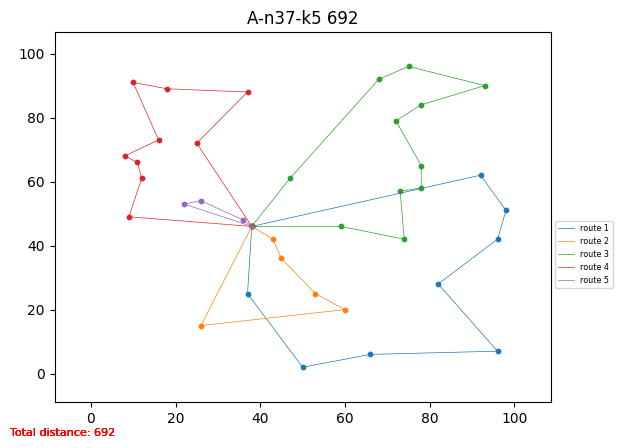 A-n37-k5 692
100
80
60
40
20
0
0 20 40 60 80 100
route 1
route 2
route 3
route 4
route 5
Total distance: 692